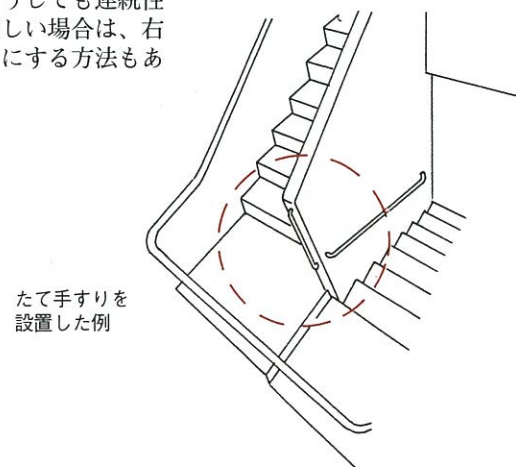 うしても連続性
しい場合は、右
にする方法もあ
たて手すりを
設置した例